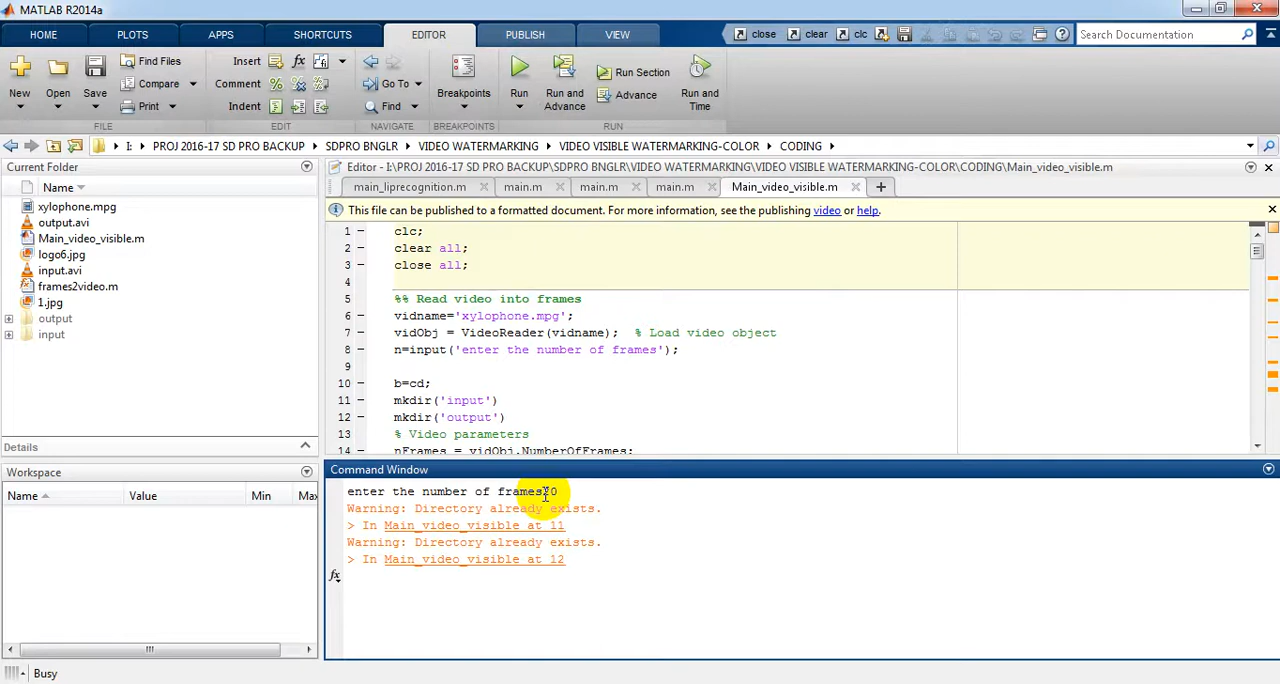 MATLAB R2014a
HOME PLOTS APPS SHORTCUTS EDITOR PUBLISH VIEW close clear clc Search Documentation
New Open Save Find Files Compare Print
Insert fx
Comment
Indent
Go To
Find
Breakpoints Run Run and Advance Run Section Advance Run and Time
FILE EDIT NAVIGATE BREAKPOINTS RUN
I: PROJ 2016-17 SD PRO BACKUP SDPRO BNGLR VIDEO WATERMARKING VIDEO VISIBLE WATERMARKING-COLOR CODING
Current Folder
Name
xylophone.mpg
output.avi
Main_video_visible.m
logo6.jpg
input.avi
frames2video.m
1.jpg
output
input
Details
Workspace
Name Value Min Max
Editor - I:\PROJ 2016-17 SD PRO BACKUP\SDPRO BNGLR\VIDEO WATERMARKING\VIDEO VISIBLE WATERMARKING-COLOR\CODING\Main_video_visible.m
main_liprecognition.m main.m main.m main.m Main_video_visible.m
This file can be published to a formatted document. For more information, see the publishing video or help.
1 clc;
2 clear all;
3 close all;
4
5 %% Read video into frames
6 vidname='xylophone.mpg';
7 vidObj = VideoReader(vidname); % Load video object
8 n=input('enter the number of frames');
9
10 b=cd;
11 mkdir('input')
12 mkdir('output')
13 % Video parameters
14 nFrames = vidObj.NumberOfFrames;
Command Window
enter the number of frames
Warning: Directory already exists.
> In Main_video_visible at 11
Warning: Directory already exists.
> In Main_video_visible at 12
fx
Busy